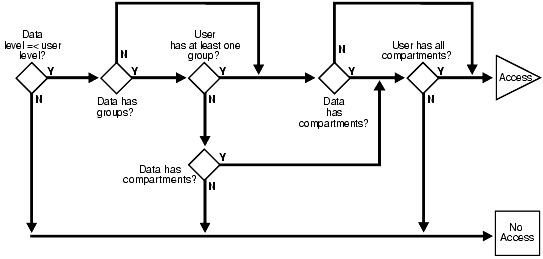 Data
level =< user
level?
N
Y
N
Data has
groups?
Y
User
has at least one
group?
Y
N
Data has
compartments?
Y
N
N
Y
Data
has
compartments?
User has all
compartments?
Y
N
Access
No
Access